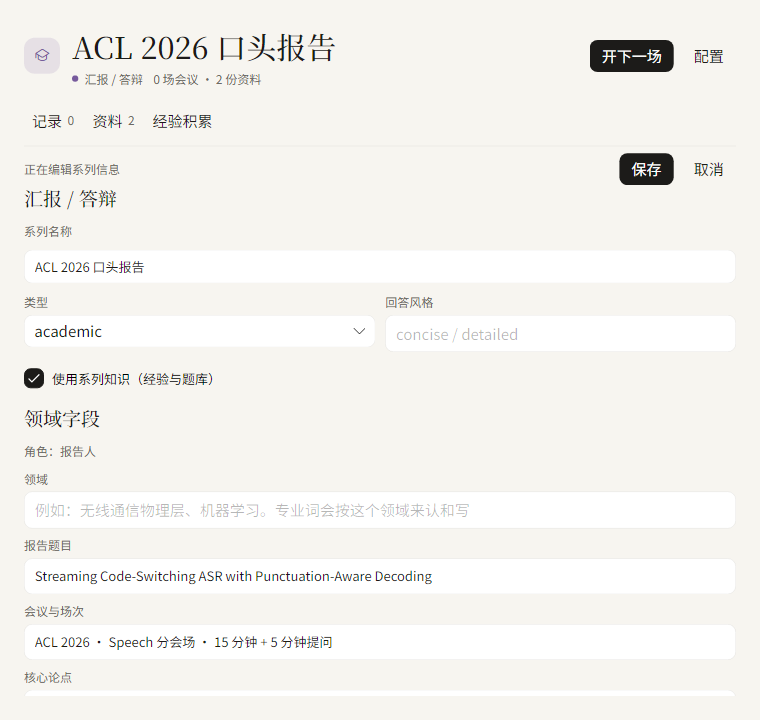 ACL 2026 口头报告
开下一场
配置
汇报 / 答辩 0 场会议 · 2 份资料
记录 0 资料 2 经验积累
正在编辑系列信息
保存
取消
汇报 / 答辩
系列名称
ACL 2026 口头报告
类型
回答风格
academic
concise / detailed
使用系列知识（经验与题库）
领域字段
角色：报告人
领域
例如：无线通信物理层、机器学习。专业词会按这个领域来认和写
报告题目
Streaming Code-Switching ASR with Punctuation-Aware Decoding
会议与场次
ACL 2026 · Speech 分会场 · 15 分钟 + 5 分钟提问
核心论点